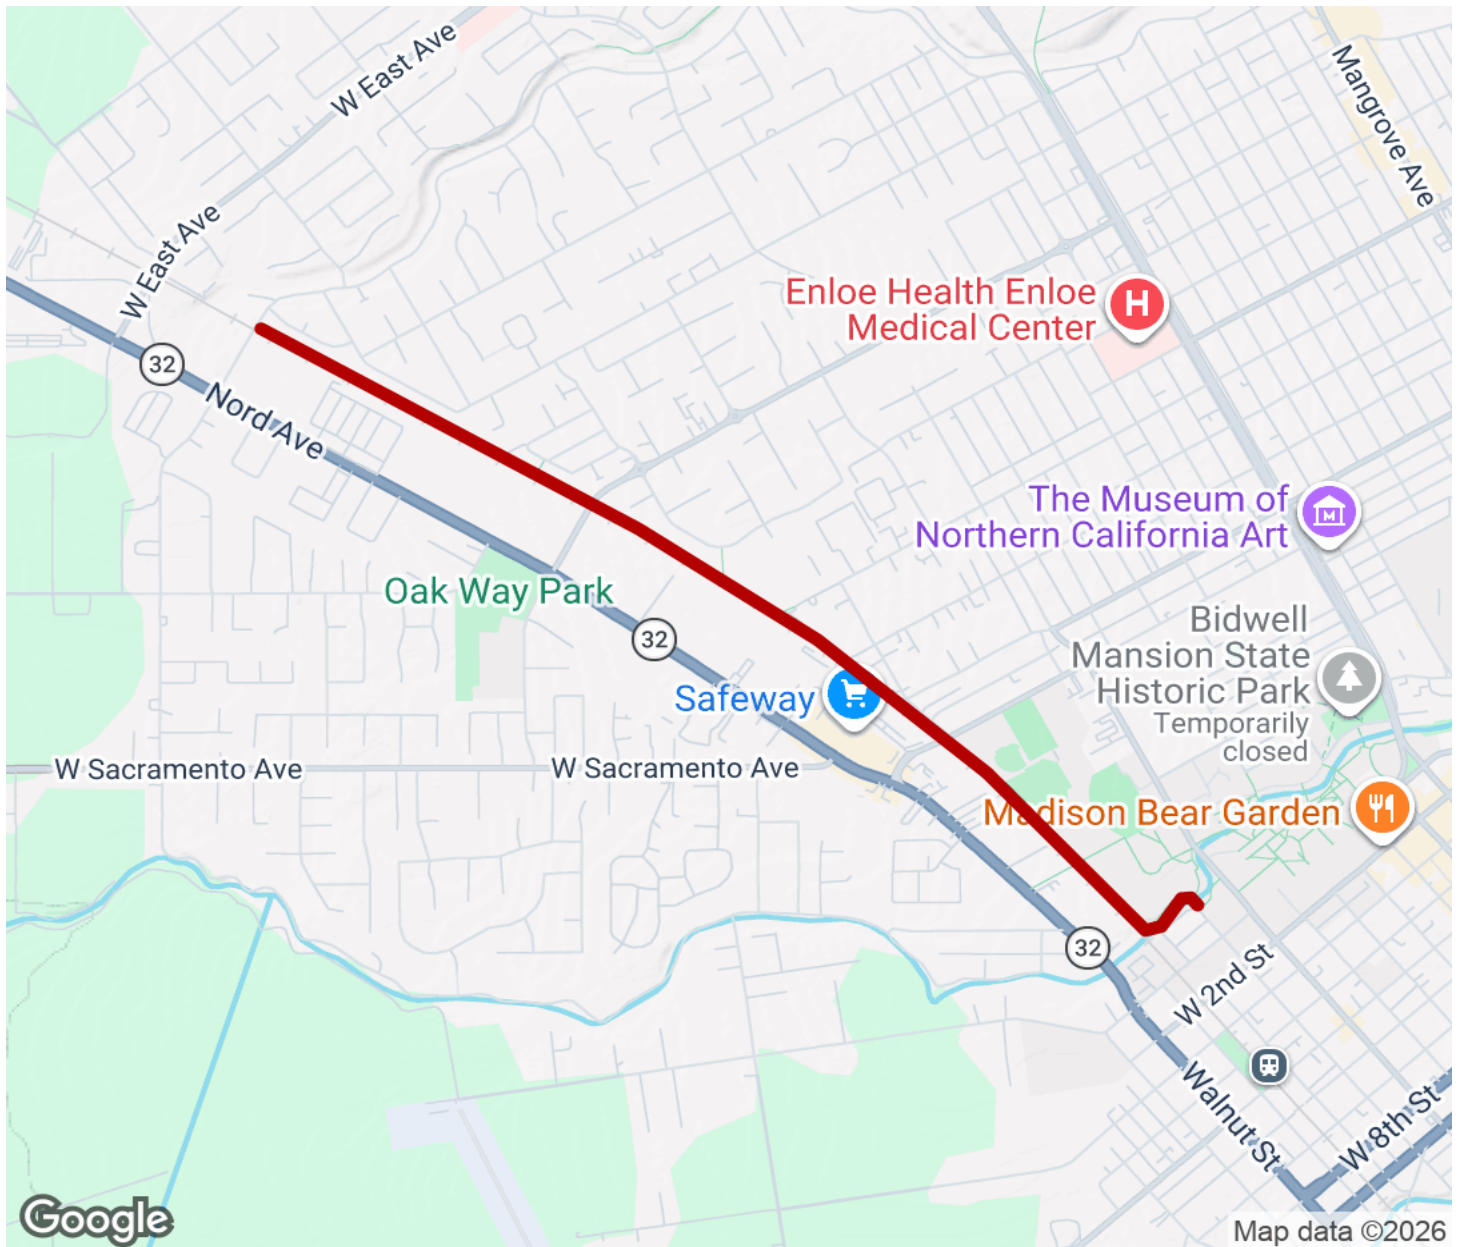 W East Ave
Mangrove Ave
W East Ave
Enloe Health Enloe
Medical Center
H
32
Nord Ave
The Museum of
Northern California Art
M
Oak Way Park
32
Bidwell
Mansion State
Historic Park
Temporarily
closed
Safeway
W Sacramento Ave
W Sacramento Ave
Madison Bear Garden
32
W 2nd St
Walnut St
W 8th St
Google
Map data ©2026